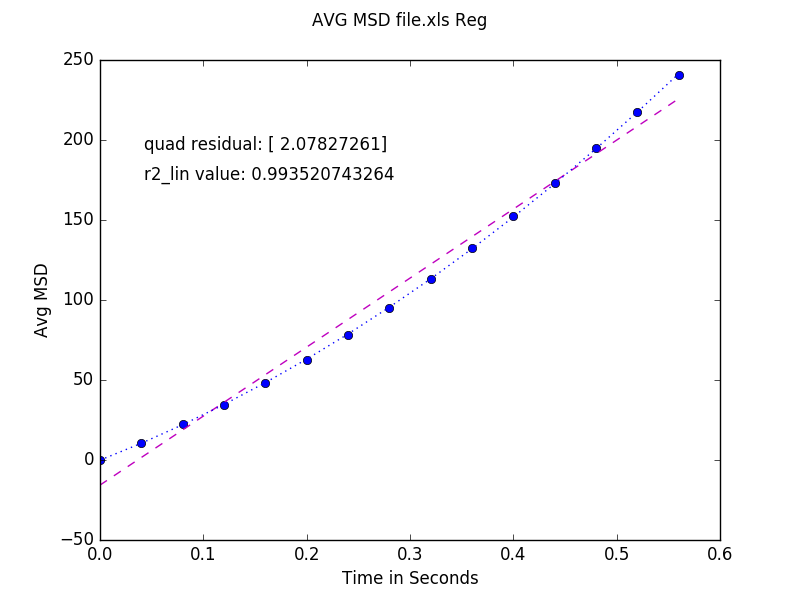 AVG MSD file.xls Reg
250
200
150
100
50
0
−50
quad residual: [ 2.07827261]
r2_lin value: 0.993520743264
Avg MSD
0.0 0.1 0.2 0.3 0.4 0.5 0.6
Time in Seconds